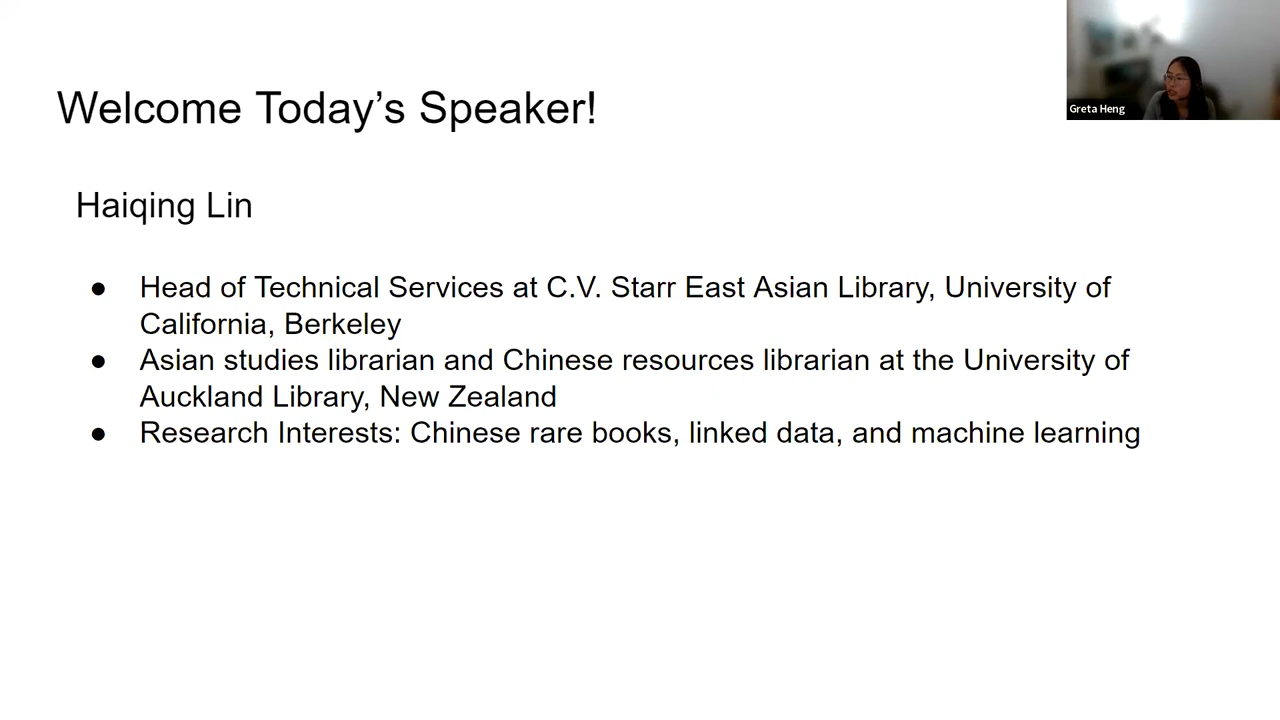 Welcome Today’s Speaker!
Greta Heng
Haiqing Lin
● Head of Technical Services at C.V. Starr East Asian Library, University of
California, Berkeley
● Asian studies librarian and Chinese resources librarian at the University of
Auckland Library, New Zealand
● Research Interests: Chinese rare books, linked data, and machine learning